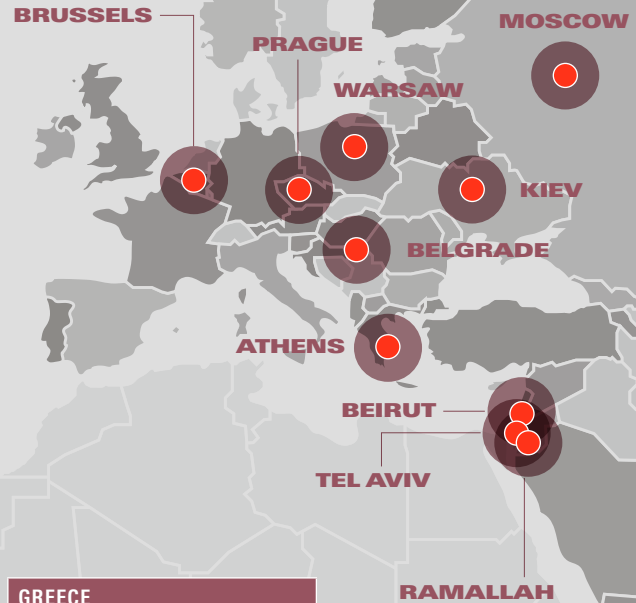 BRUSSELS
MOSCOW
PRAGUE
WARSAW
KIEV
BELGRADE
ATHENS
BEIRUT
TEL AVIV
RAMALLAH
GREECE